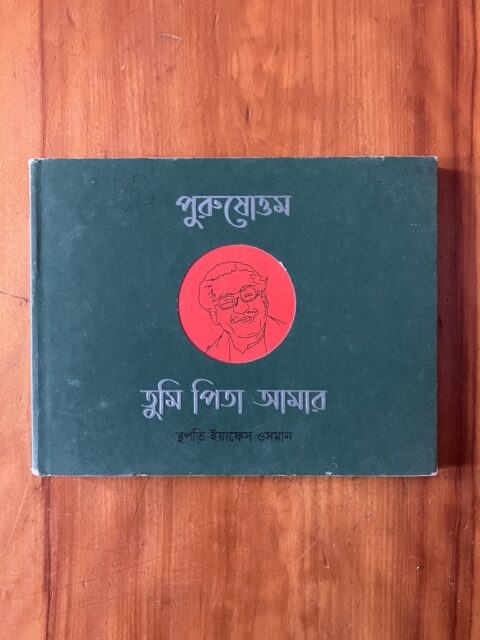 পুরুষোত্তম
তুমি পিতা আমার
স্থপতি ইয়াফেস ওসমান